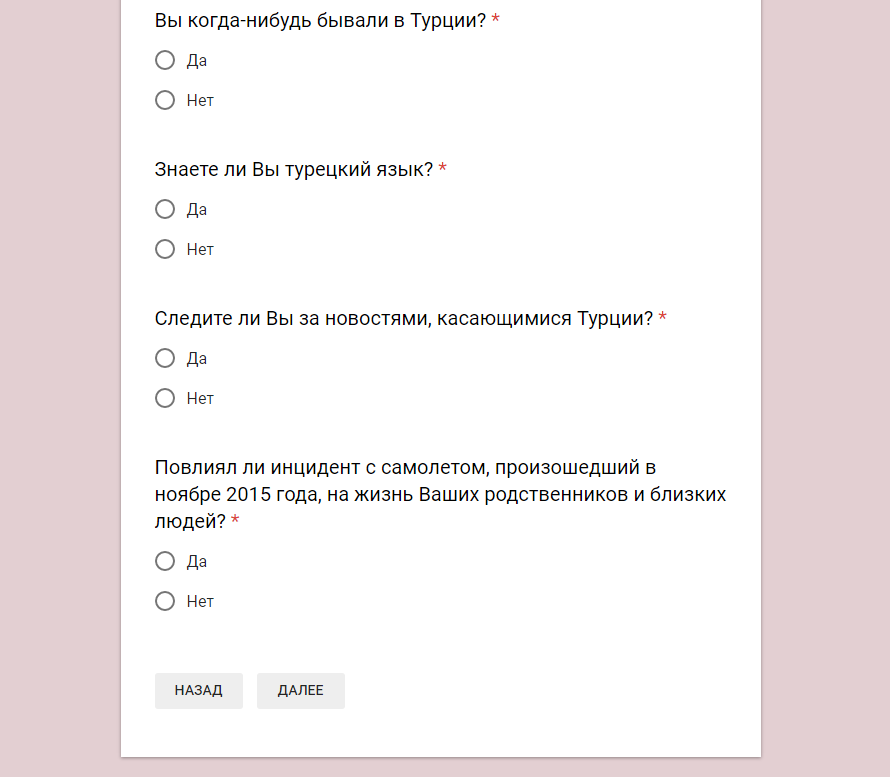 Вы когда-нибудь бывали в Турции? *
Да
Нет
Знаете ли Вы турецкий язык? *
Да
Нет
Следите ли Вы за новостями, касающимися Турции? *
Да
Нет
Повлиял ли инцидент с самолетом, произошедший в
ноябре 2015 года, на жизнь Ваших родственников и близких
людей? *
Да
Нет
НАЗАД ДАЛЕЕ